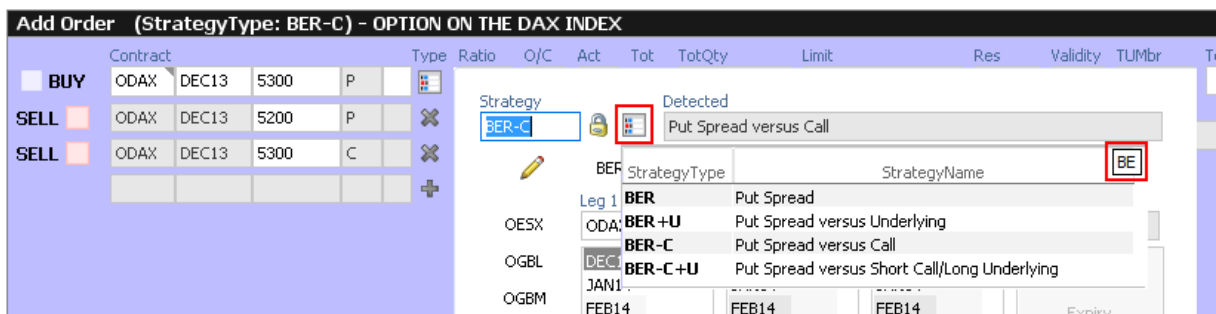 Add Order (StrategyType: BER-C) - OPTION ON THE DAX INDEX
Contract Type Ratio O/C Act Tot TotQty Limit Res Validity TUMbr
BUY ODAX DEC13 5300 P
SELL ODAX DEC13 5200 P
SELL ODAX DEC13 5300 C
Strategy Detected
BER-C Put Spread versus Call
BER
BE
StrategyType StrategyName
BER Put Spread
BER+U Put Spread versus Underlying
BER-C Put Spread versus Call
BER-C+U Put Spread versus Short Call/Long Underlying
Leg 1
OESX
OGBL
OGBM
FEB14 FEB14 FEB14
Expiry